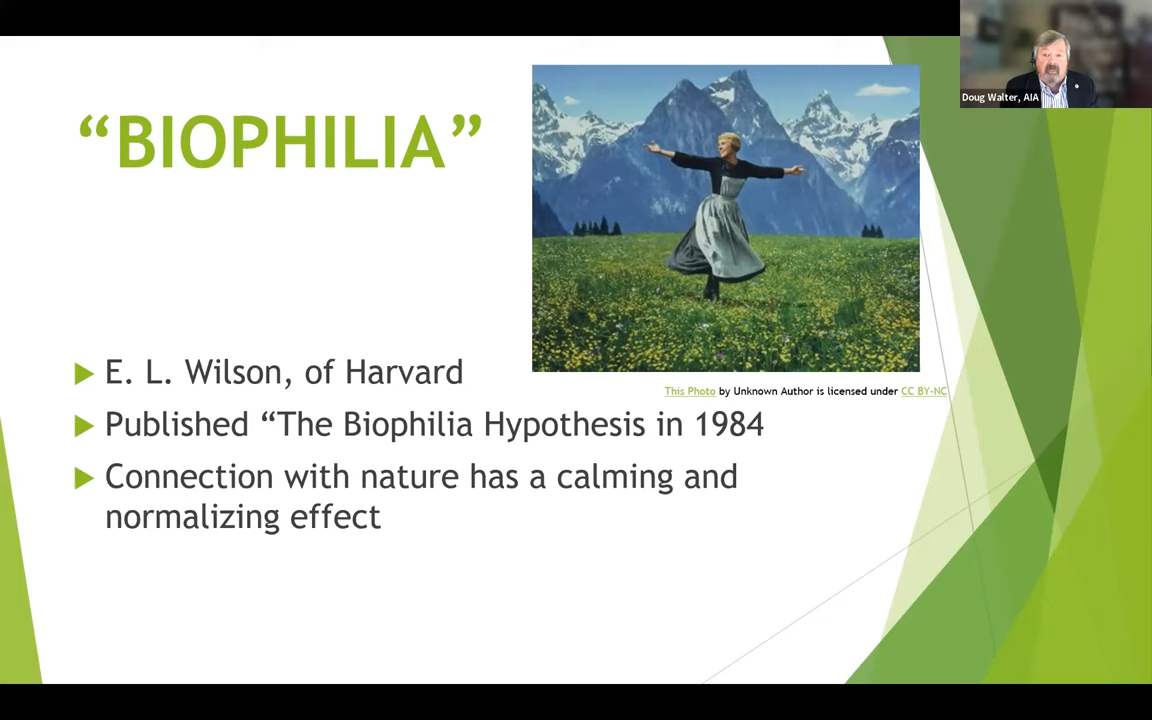 Doug Walter, AIA
“BIOPHILIA”
This Photo by Unknown Author is licensed under CC BY-NC
E. L. Wilson, of Harvard
Published “The Biophilia Hypothesis in 1984
Connection with nature has a calming and
normalizing effect